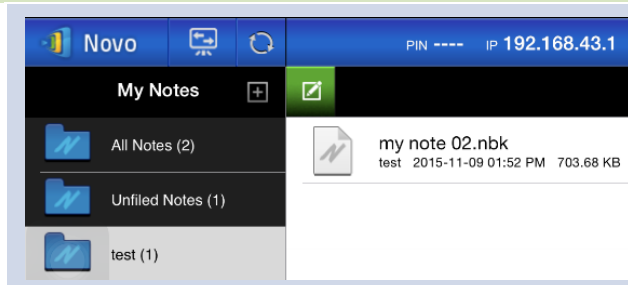 Novo PIN ---- IP 192.168.43.1
My Notes
my note 02.nbk
All Notes (2)
test 2015-11-09 01:52 PM 703.68 KB
Unfiled Notes (1)
test (1)